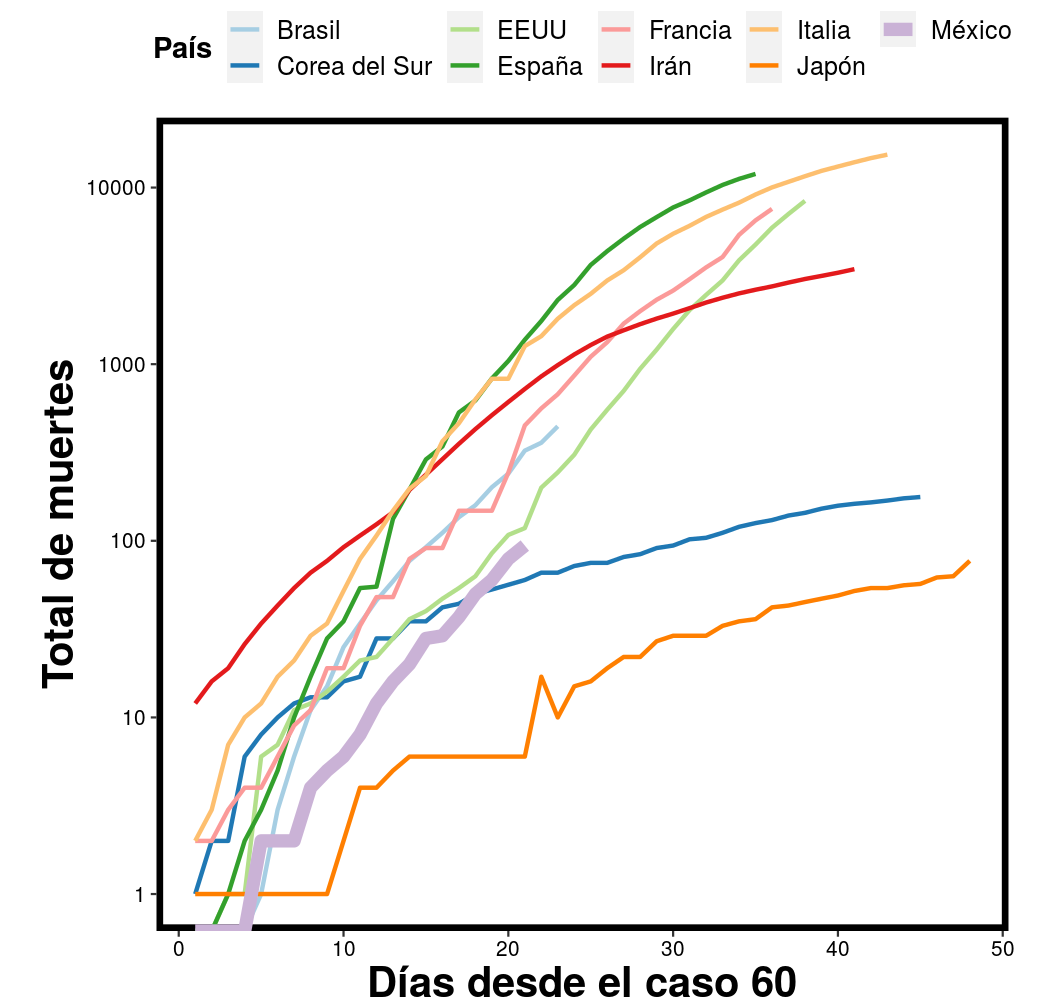 País
Brasil EEUU Francia Italia México
Corea del Sur España Irán Japón
10000
1000
100
10
1
Total de muertes
0 10 20 30 40 50
Días desde el caso 60